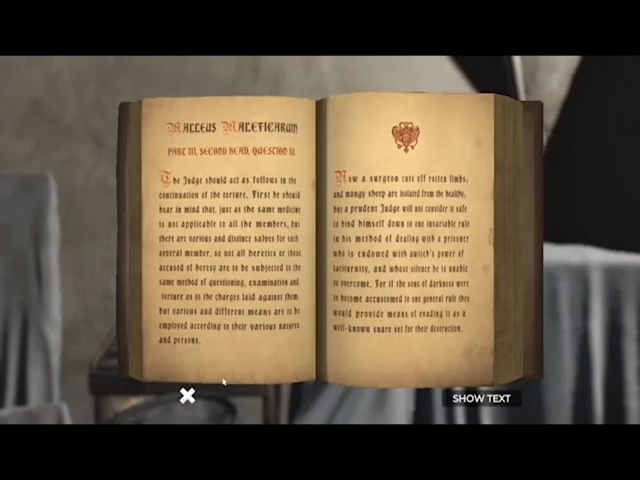 Malleus Maleficarum
Part III, Second Head, Question XV
The Judge should act as follows in the
continuation of the torture. First he should
bear in mind that, just as the same medicine
is not applicable to all the members, but
there are various and distinct salves for each
several member, so not all heretics or those
accused of heresy are to be subjected to the
same method of questioning, examination and
torture as to the charges laid against them;
but various and different means are to be
employed according to their various natures
and persons.
Now a surgeon cuts off rotten limbs;
and mangy sheep are isolated from the healthy;
but a prudent Judge will not consider it safe
to bind himself down to one invariable rule
in his method of dealing with a prisoner
who is endowed with a witch's power of
taciturnity, and whose silence he is unable
to overcome. For if the sons of darkness were
to become accustomed to one general rule they
would provide means of evading it as a
well-known snare set for their destruction.
SHOW TEXT